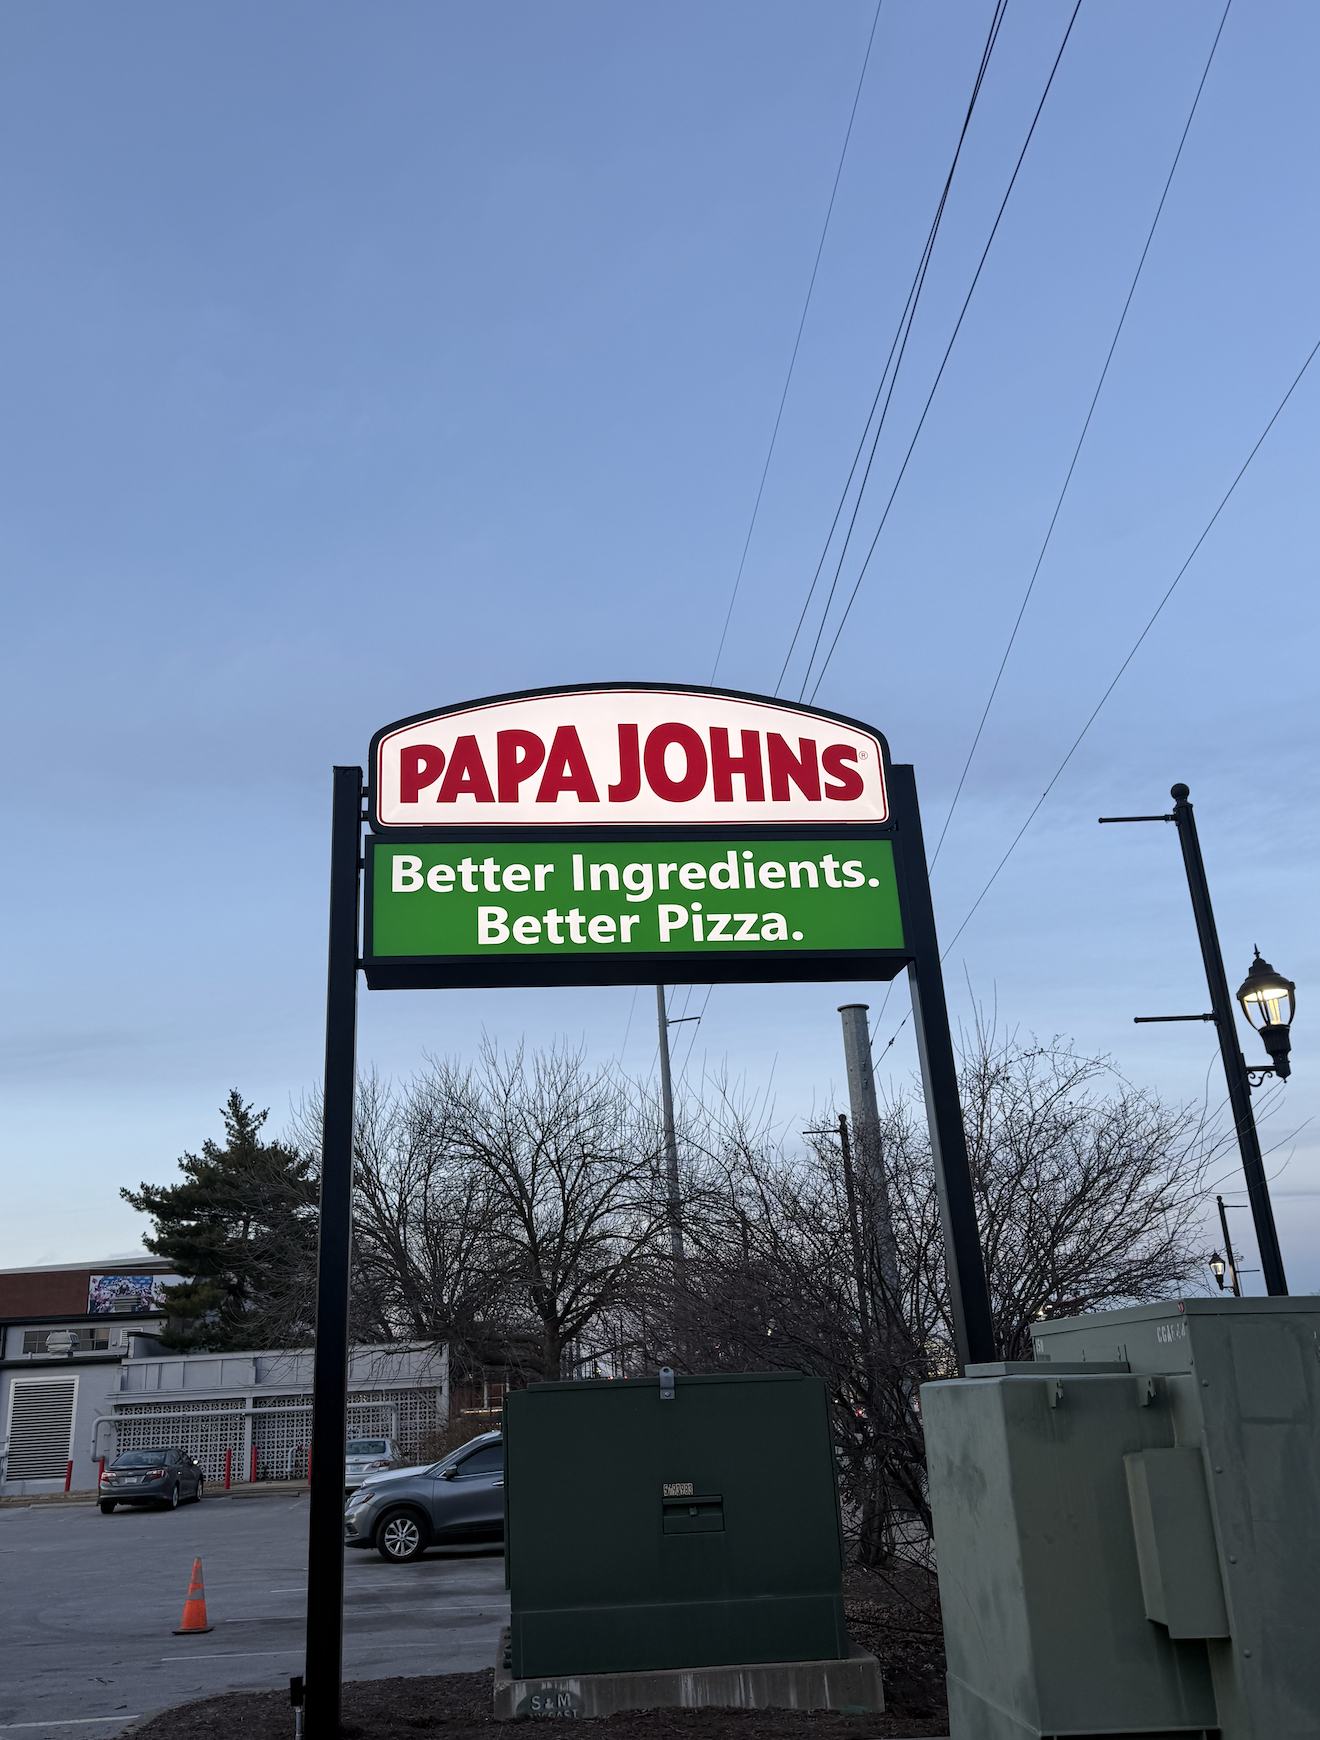 PAPA JOHNS®
Better Ingredients.
Better Pizza.
S&M